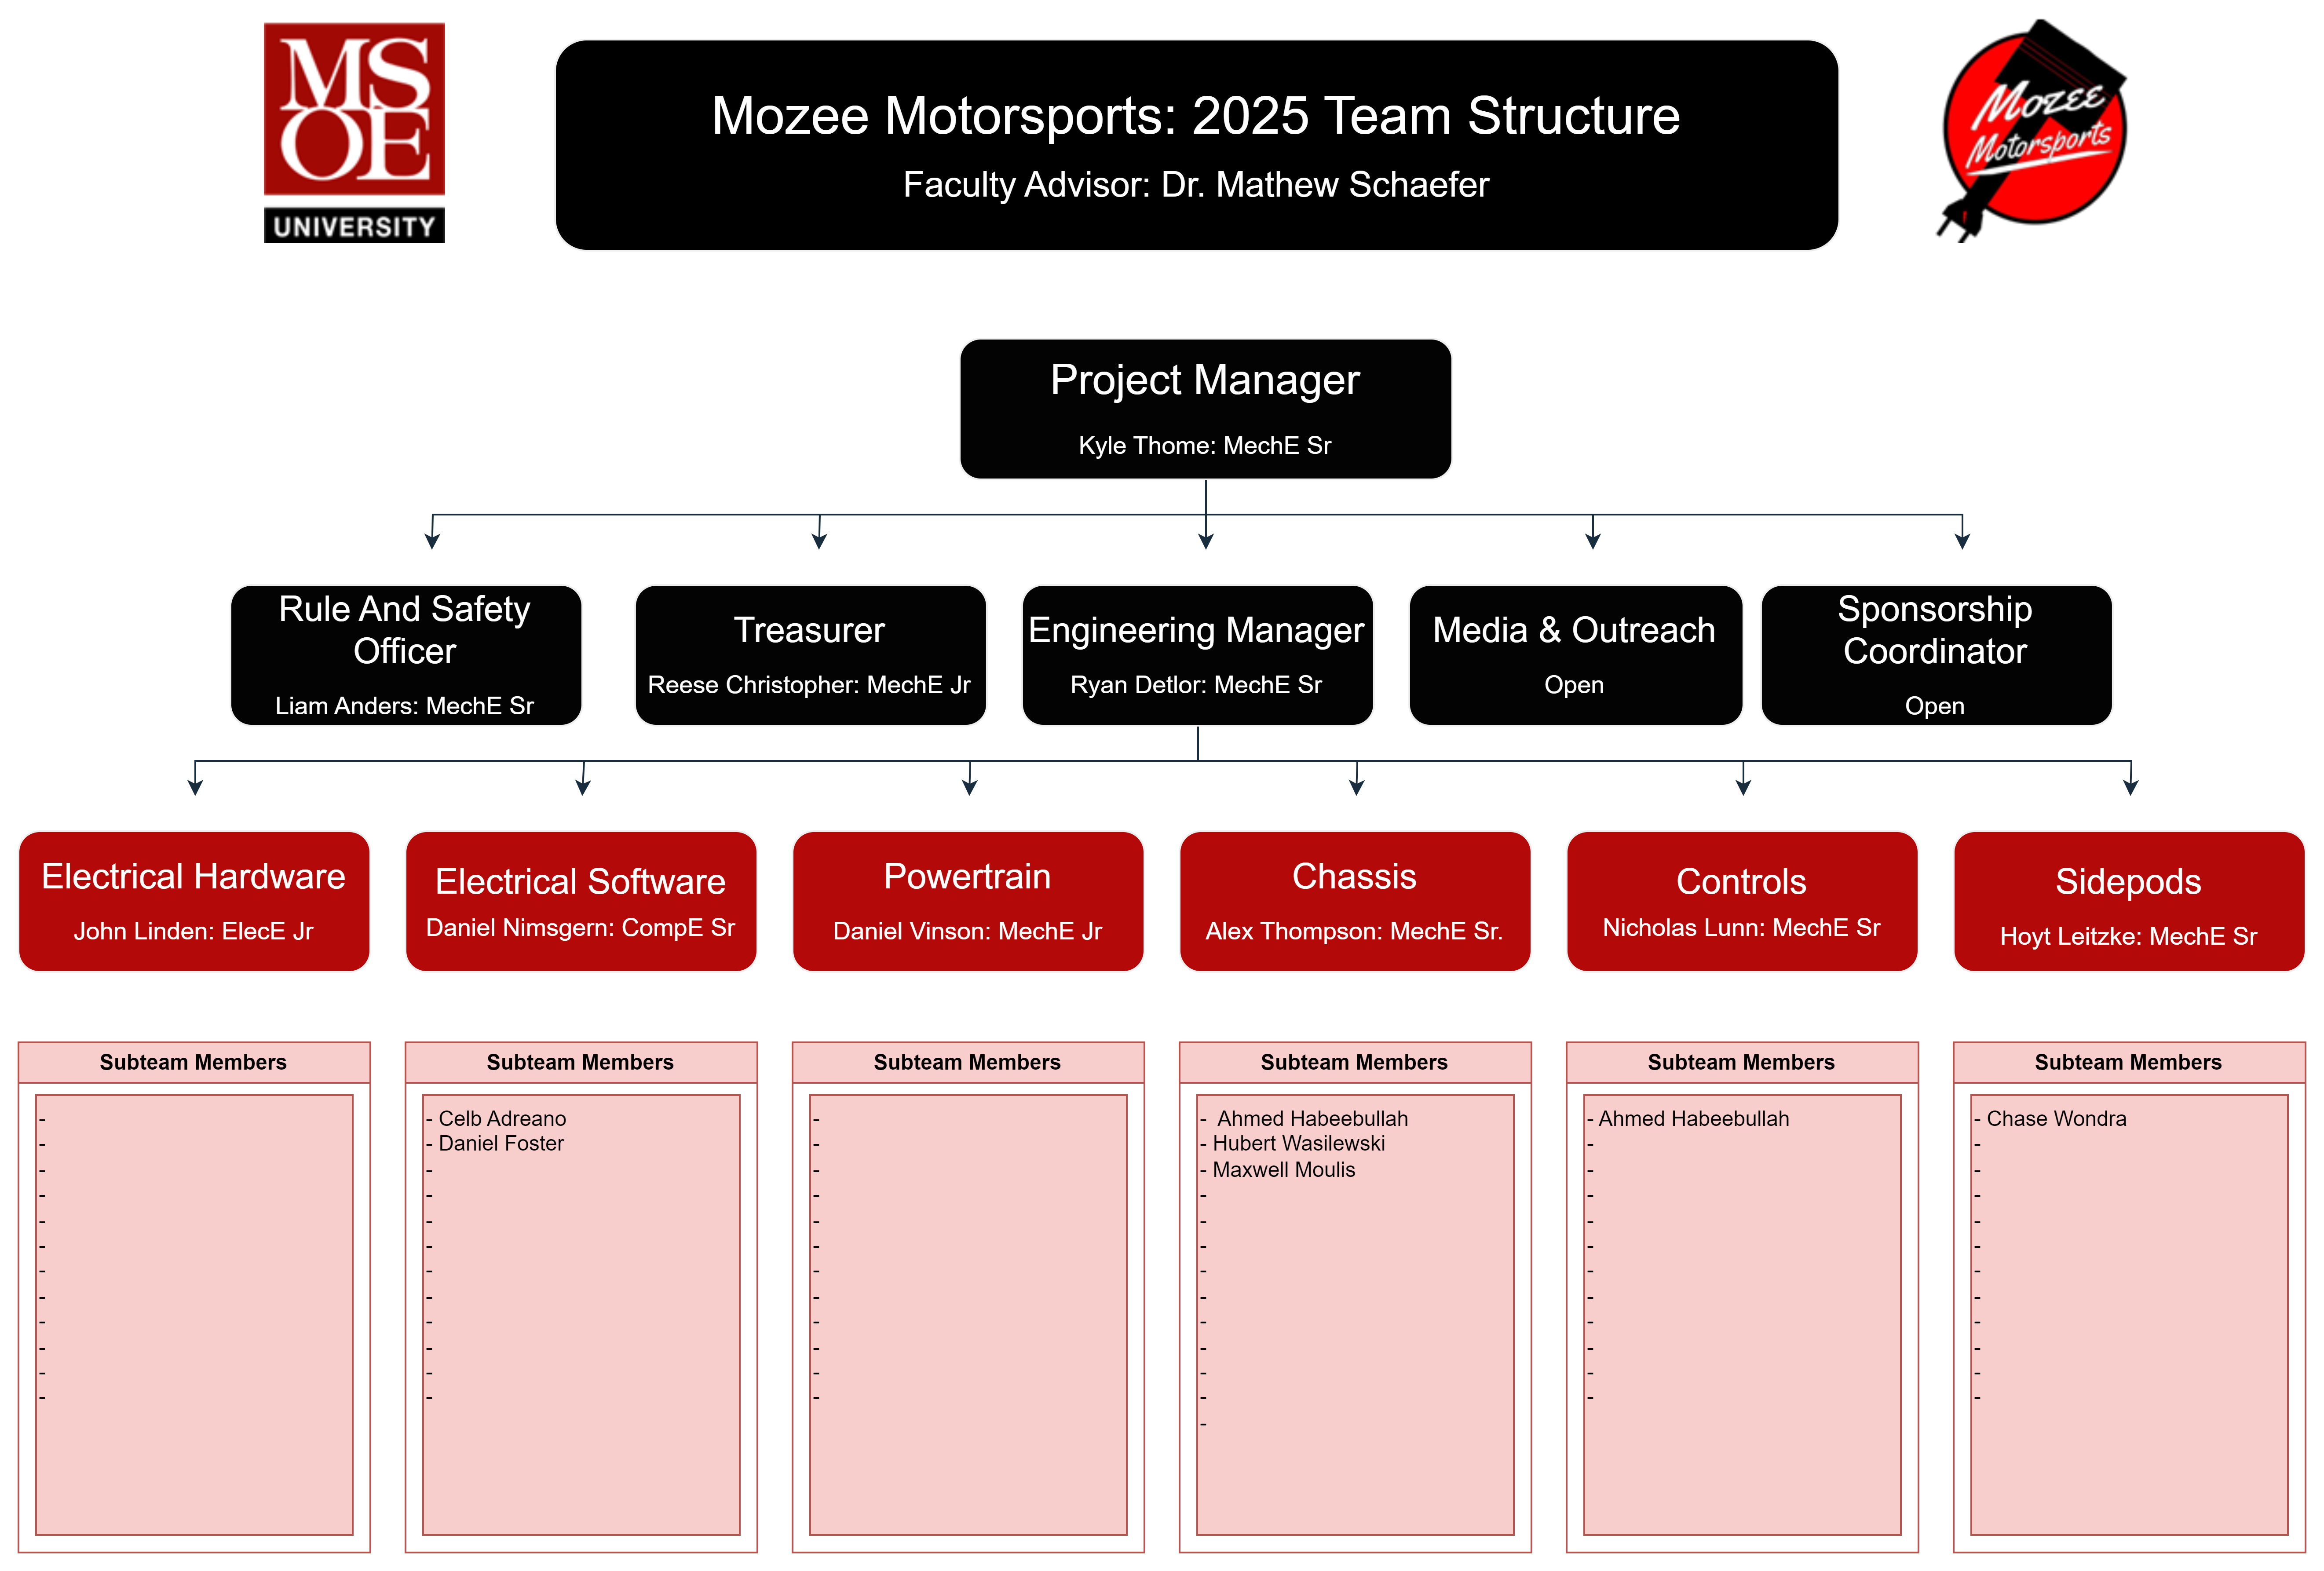 MS
OE
UNIVERSITY
Mozee Motorsports: 2025 Team Structure
Faculty Advisor: Dr. Mathew Schaefer
Mozee
Motorsports
Project Manager
Kyle Thome: MechE Sr
Rule And Safety
Officer
Liam Anders: MechE Sr
Treasurer
Reese Christopher: MechE Jr
Engineering Manager
Ryan Detlor: MechE Sr
Media & Outreach
Open
Sponsorship
Coordinator
Open
Electrical Hardware
John Linden: ElecE Jr
Electrical Software
Daniel Nimsgern: CompE Sr
Powertrain
Daniel Vinson: MechE Jr
Chassis
Alex Thompson: MechE Sr.
Controls
Nicholas Lunn: MechE Sr
Sidepods
Hoyt Leitzke: MechE Sr
Subteam Members
-
-
-
-
-
-
-
-
-
-
-
-
Subteam Members
- Celb Adreano
- Daniel Foster
-
-
-
-
-
-
-
-
-
-
Subteam Members
-
-
-
-
-
-
-
-
-
-
-
-
Subteam Members
- Ahmed Habeebullah
- Hubert Wasilewski
- Maxwell Moulis
-
-
-
-
-
-
-
-
-
-
Subteam Members
- Ahmed Habeebullah
-
-
-
-
-
-
-
-
-
-
-
Subteam Members
- Chase Wondra
-
-
-
-
-
-
-
-
-
-
-